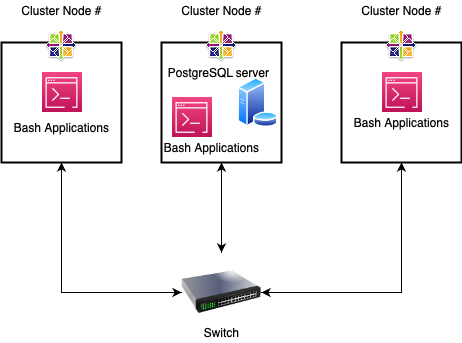 Cluster Node #
Cluster Node #
Cluster Node #
Bash Applications
PostgreSQL server
Bash Applications
Bash Applications
Switch